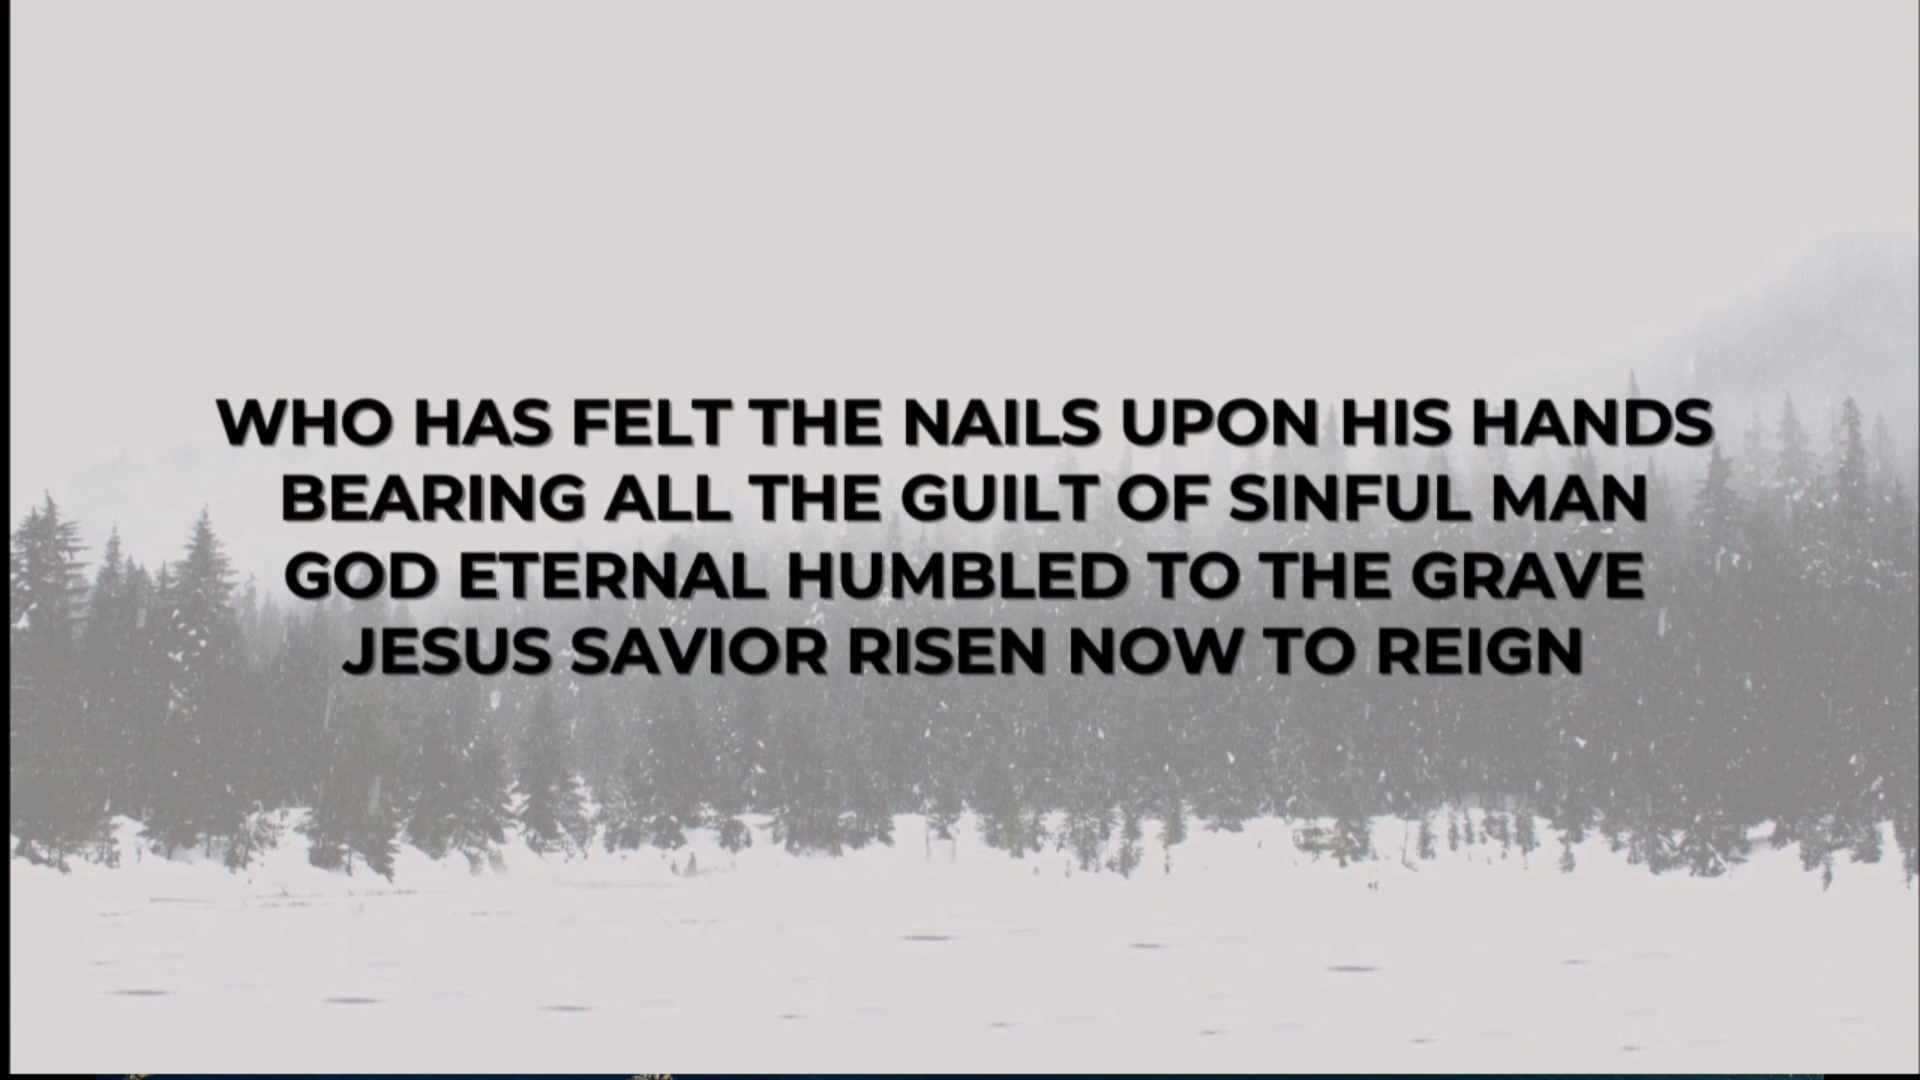 WHO HAS FELT THE NAILS UPON HIS HANDS
BEARING ALL THE GUILT OF SINFUL MAN
GOD ETERNAL HUMBLED TO THE GRAVE
JESUS SAVIOR RISEN NOW TO REIGN